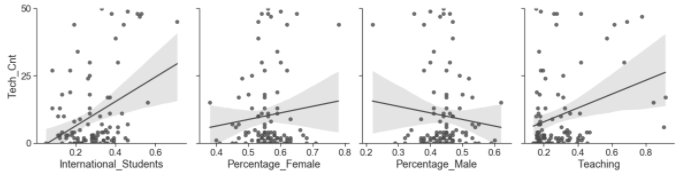 50
25
0
Tech_Cnt
0.2 0.4 0.6
International_Students
0.4 0.5 0.6 0.7 0.8
Percentage_Female
0.2 0.3 0.4 0.5 0.6
Percentage_Male
0.2 0.4 0.6 0.8
Teaching